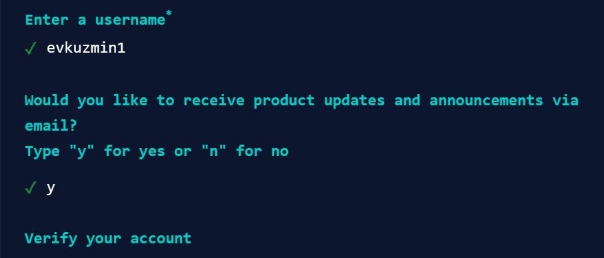 Enter a username*
✓ evkuzmin1
Would you like to receive product updates and announcements via
email?
Type "y" for yes or "n" for no
✓ y
Verify your account